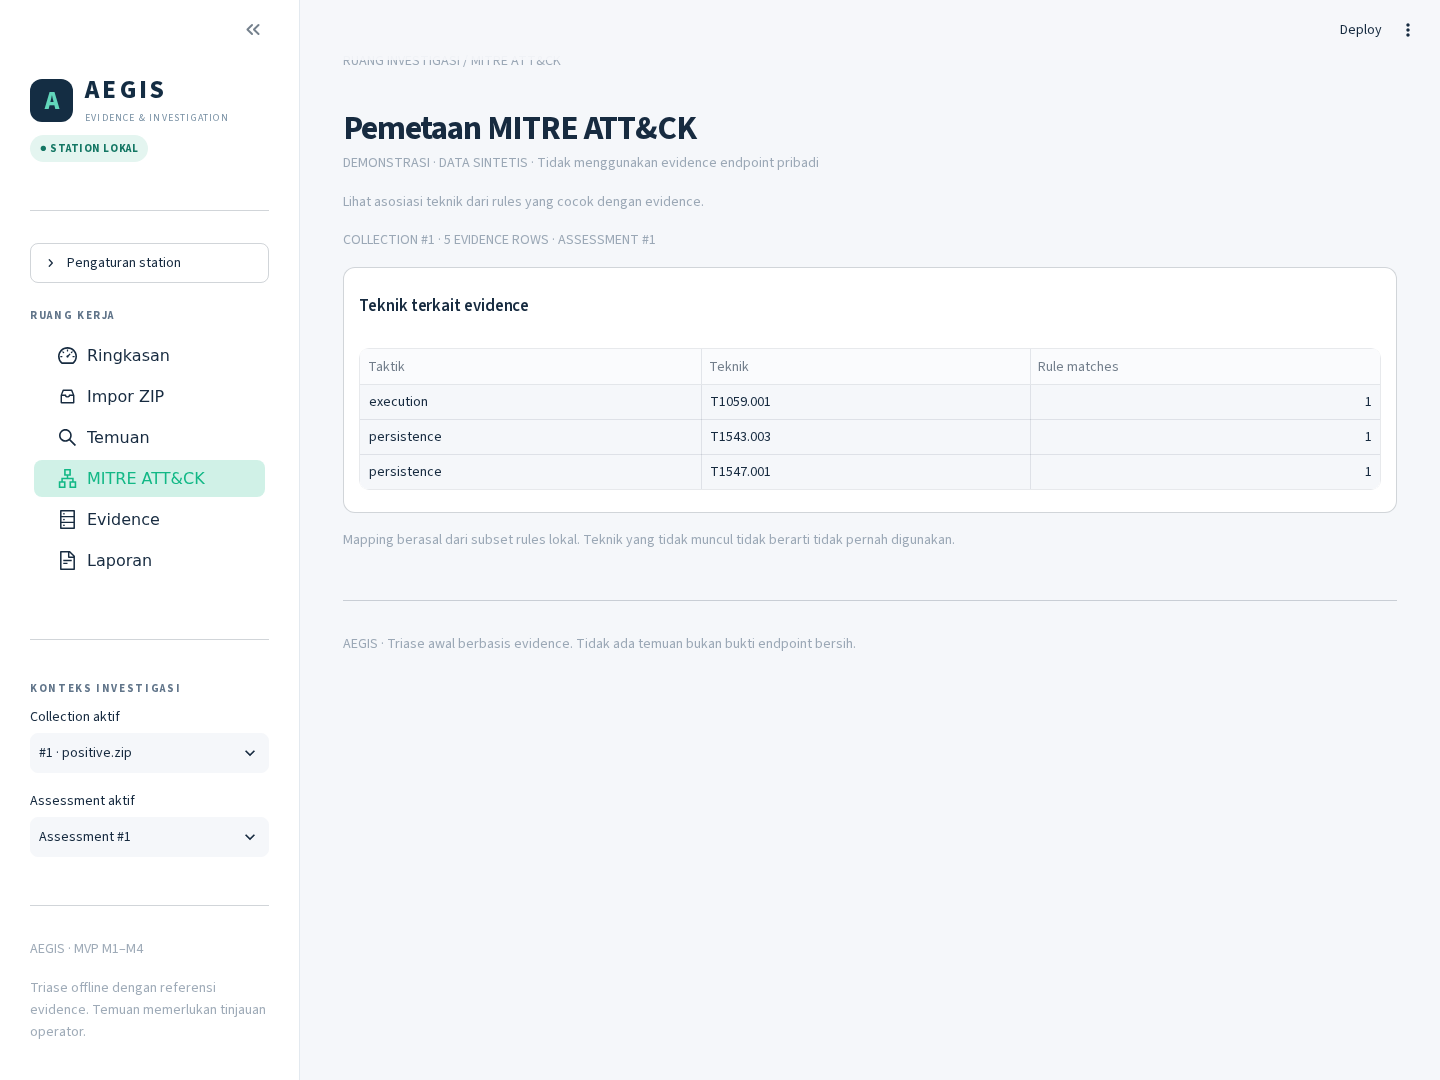 A
AEGIS
EVIDENCE & INVESTIGATION
STATION LOKAL
Pengaturan station
RUANG KERJA
Ringkasan
Impor ZIP
Temuan
MITRE ATT&CK
Evidence
Laporan
KONTEKS INVESTIGASI
Collection aktif
#1 · positive.zip
Assessment aktif
Assessment #1
AEGIS · MVP M1–M4
Triase offline dengan referensi
evidence. Temuan memerlukan tinjauan
operator.
Deploy
RUANG INVESTIGASI / MITRE ATT&CK
Pemetaan MITRE ATT&CK
DEMONSTRASI · DATA SINTETIS · Tidak menggunakan evidence endpoint pribadi
Lihat asosiasi teknik dari rules yang cocok dengan evidence.
COLLECTION #1 · 5 EVIDENCE ROWS · ASSESSMENT #1
Teknik terkait evidence
Taktik Teknik Rule matches
execution T1059.001 1
persistence T1543.003 1
persistence T1547.001 1
Mapping berasal dari subset rules lokal. Teknik yang tidak muncul tidak berarti tidak pernah digunakan.
AEGIS · Triase awal berbasis evidence. Tidak ada temuan bukan bukti endpoint bersih.